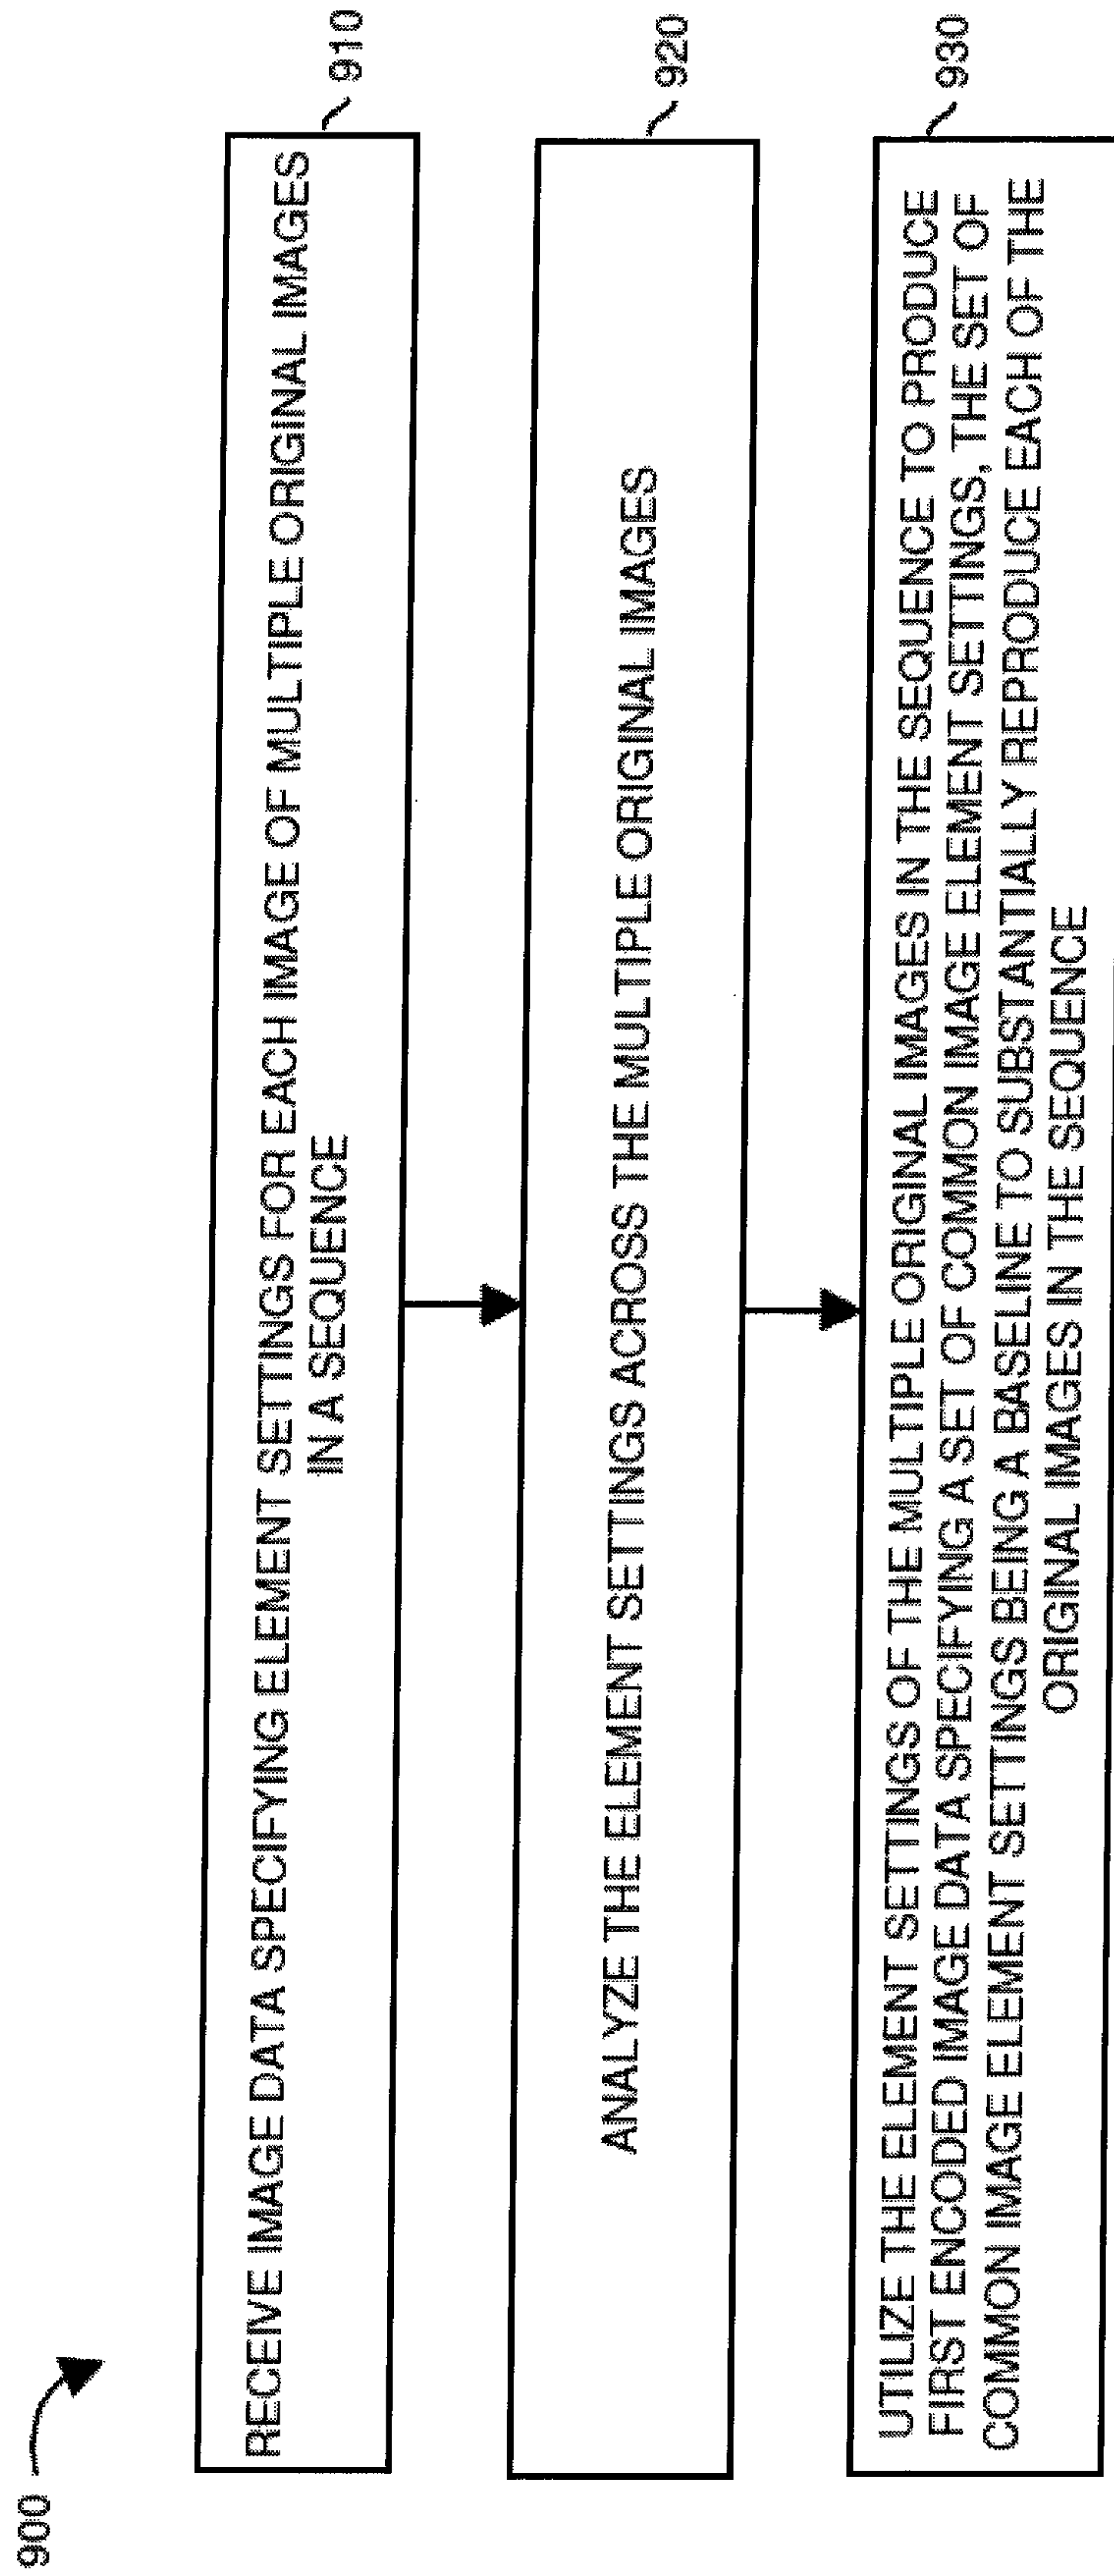 900
RECEIVE IMAGE DATA SPECIFYING ELEMENT SETTINGS FOR EACH IMAGE OF MULTIPLE ORIGINAL IMAGES
IN A SEQUENCE
910
ANALYZE THE ELEMENT SETTINGS ACROSS THE MULTIPLE ORIGINAL IMAGES
920
UTILIZE THE ELEMENT SETTINGS OF THE MULTIPLE ORIGINAL IMAGES IN THE SEQUENCE TO PRODUCE
FIRST ENCODED IMAGE DATA SPECIFYING A SET OF COMMON IMAGE ELEMENT SETTINGS, THE SET OF
COMMON IMAGE ELEMENT SETTINGS BEING A BASELINE TO SUBSTANTIALLY REPRODUCE EACH OF THE
ORIGINAL IMAGES IN THE SEQUENCE
930